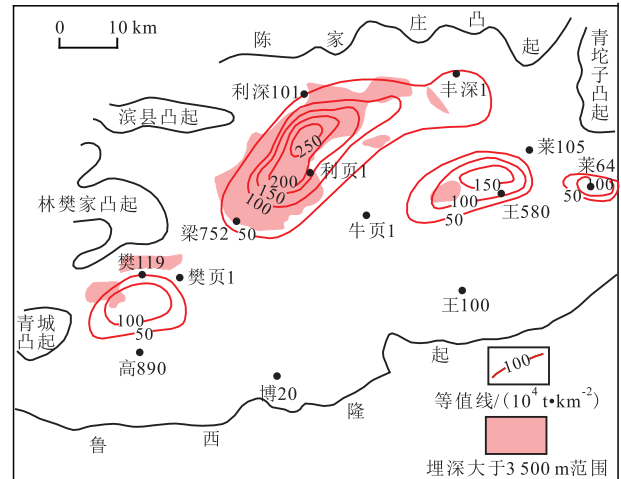 0 10 km
陈家庄凸起
青坨子凸起
利深101
丰深1
滨县凸起
莱105
莱64
250
利页1
200
150
100
150
100
50
100
50
王580
林樊家凸起
梁752
50
牛页1
樊119
樊页1
王100
100
50
青城
凸起
高890
博20
鲁西隆起
100
等值线/(10⁴ t•km⁻²)
埋深大于3 500 m范围